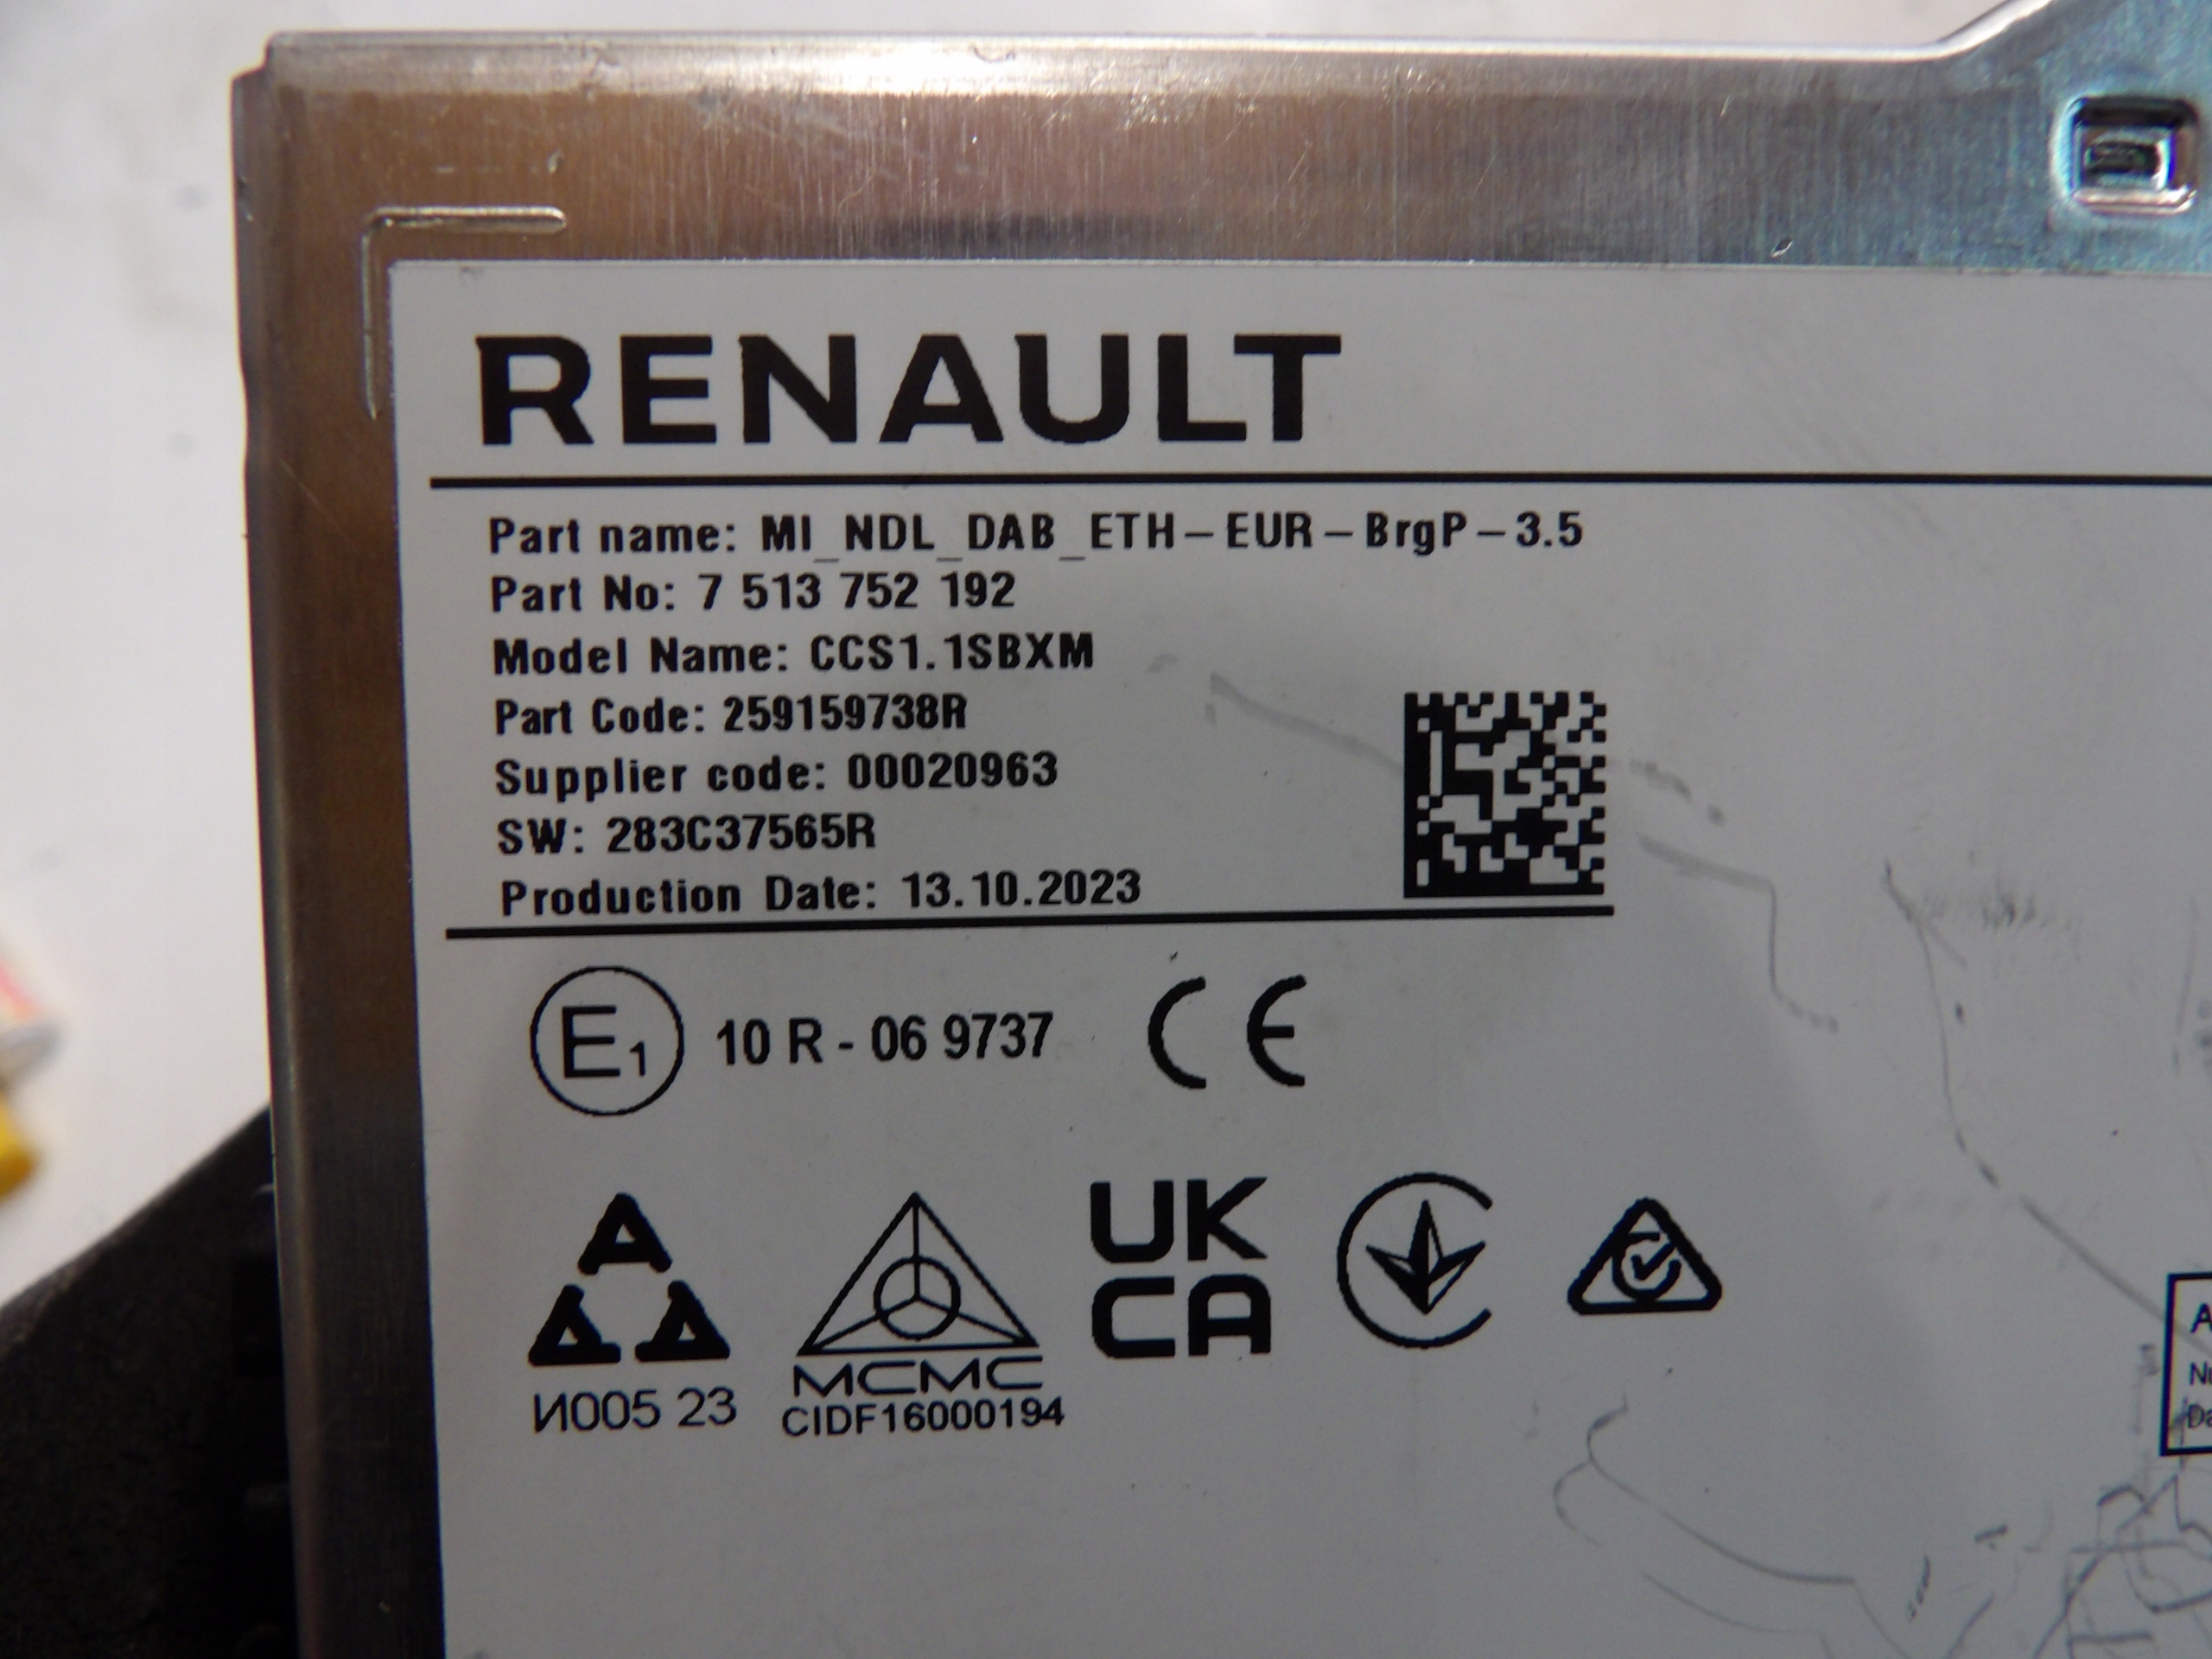 RENAULT
Part name: MI_NDL_DAB_ETH-EUR-BrgP-3.5
Part No: 7 513 752 192
Model Name: CCS1.1SBXM
Part Code: 259159738R
Supplier code: 00020963
SW: 283C37565R
Production Date: 13.10.2023
E1 10 R - 06 9737 CE
UK
CA
MCMC
И005 23 CIDF16000194